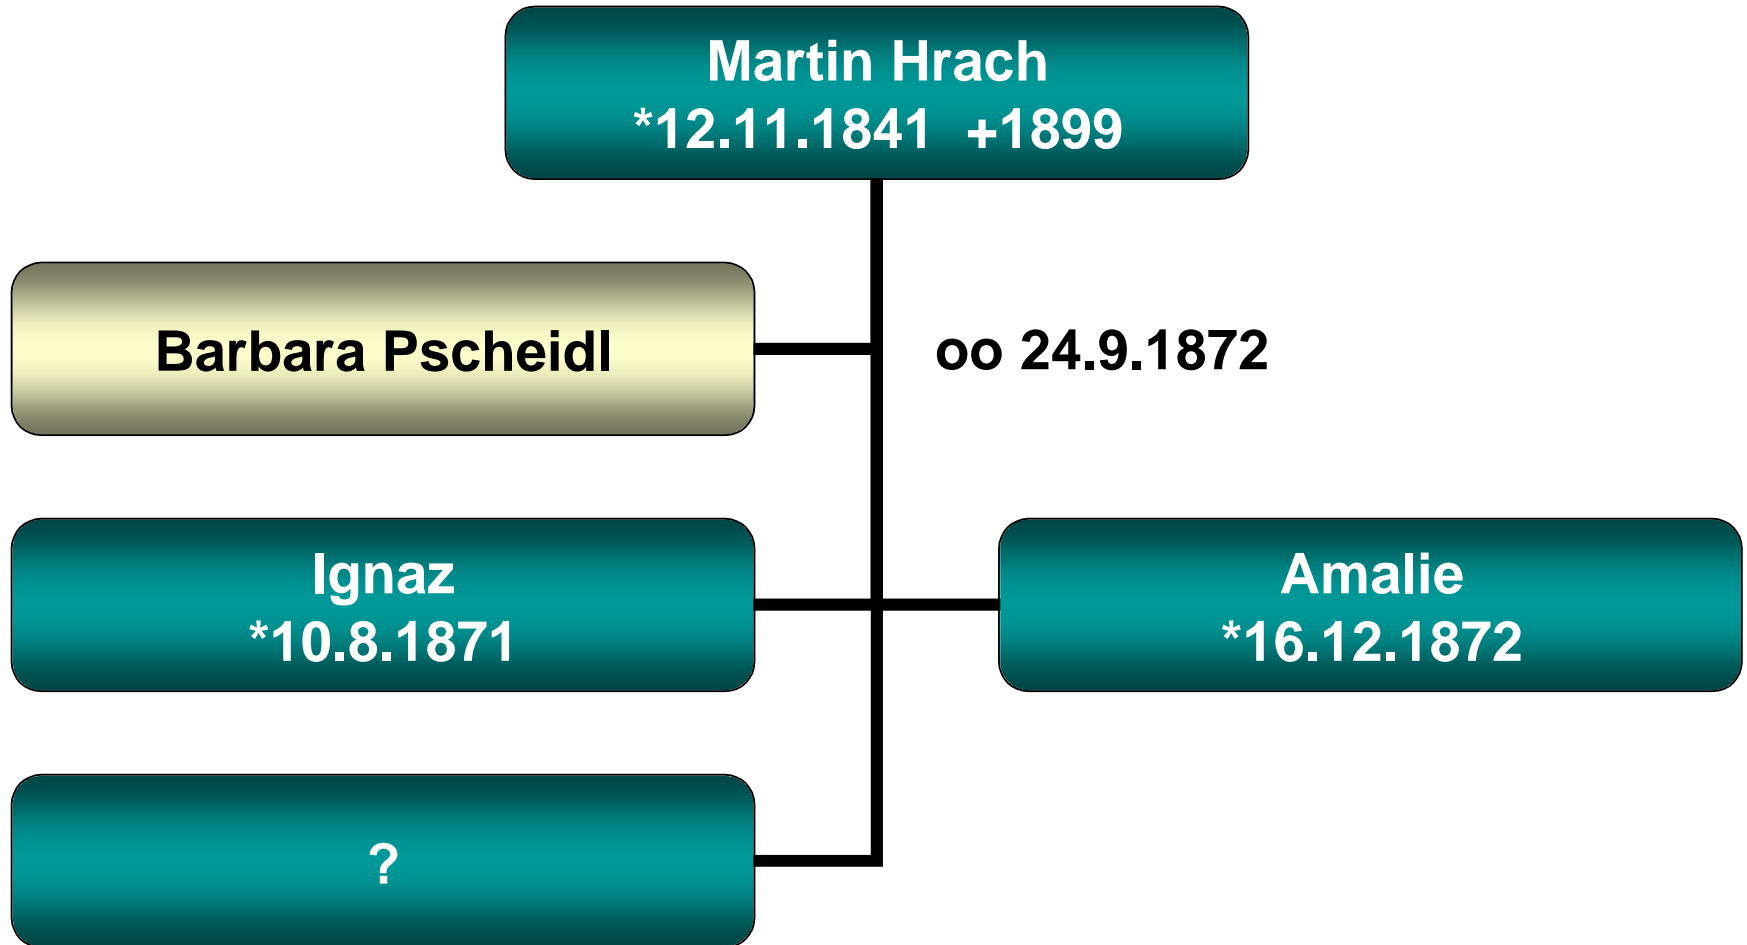 Martin Hrach
*12.11.1841 +1899
Barbara Pscheidl
oo 24.9.1872
Ignaz
*10.8.1871
Amalie
*16.12.1872
?